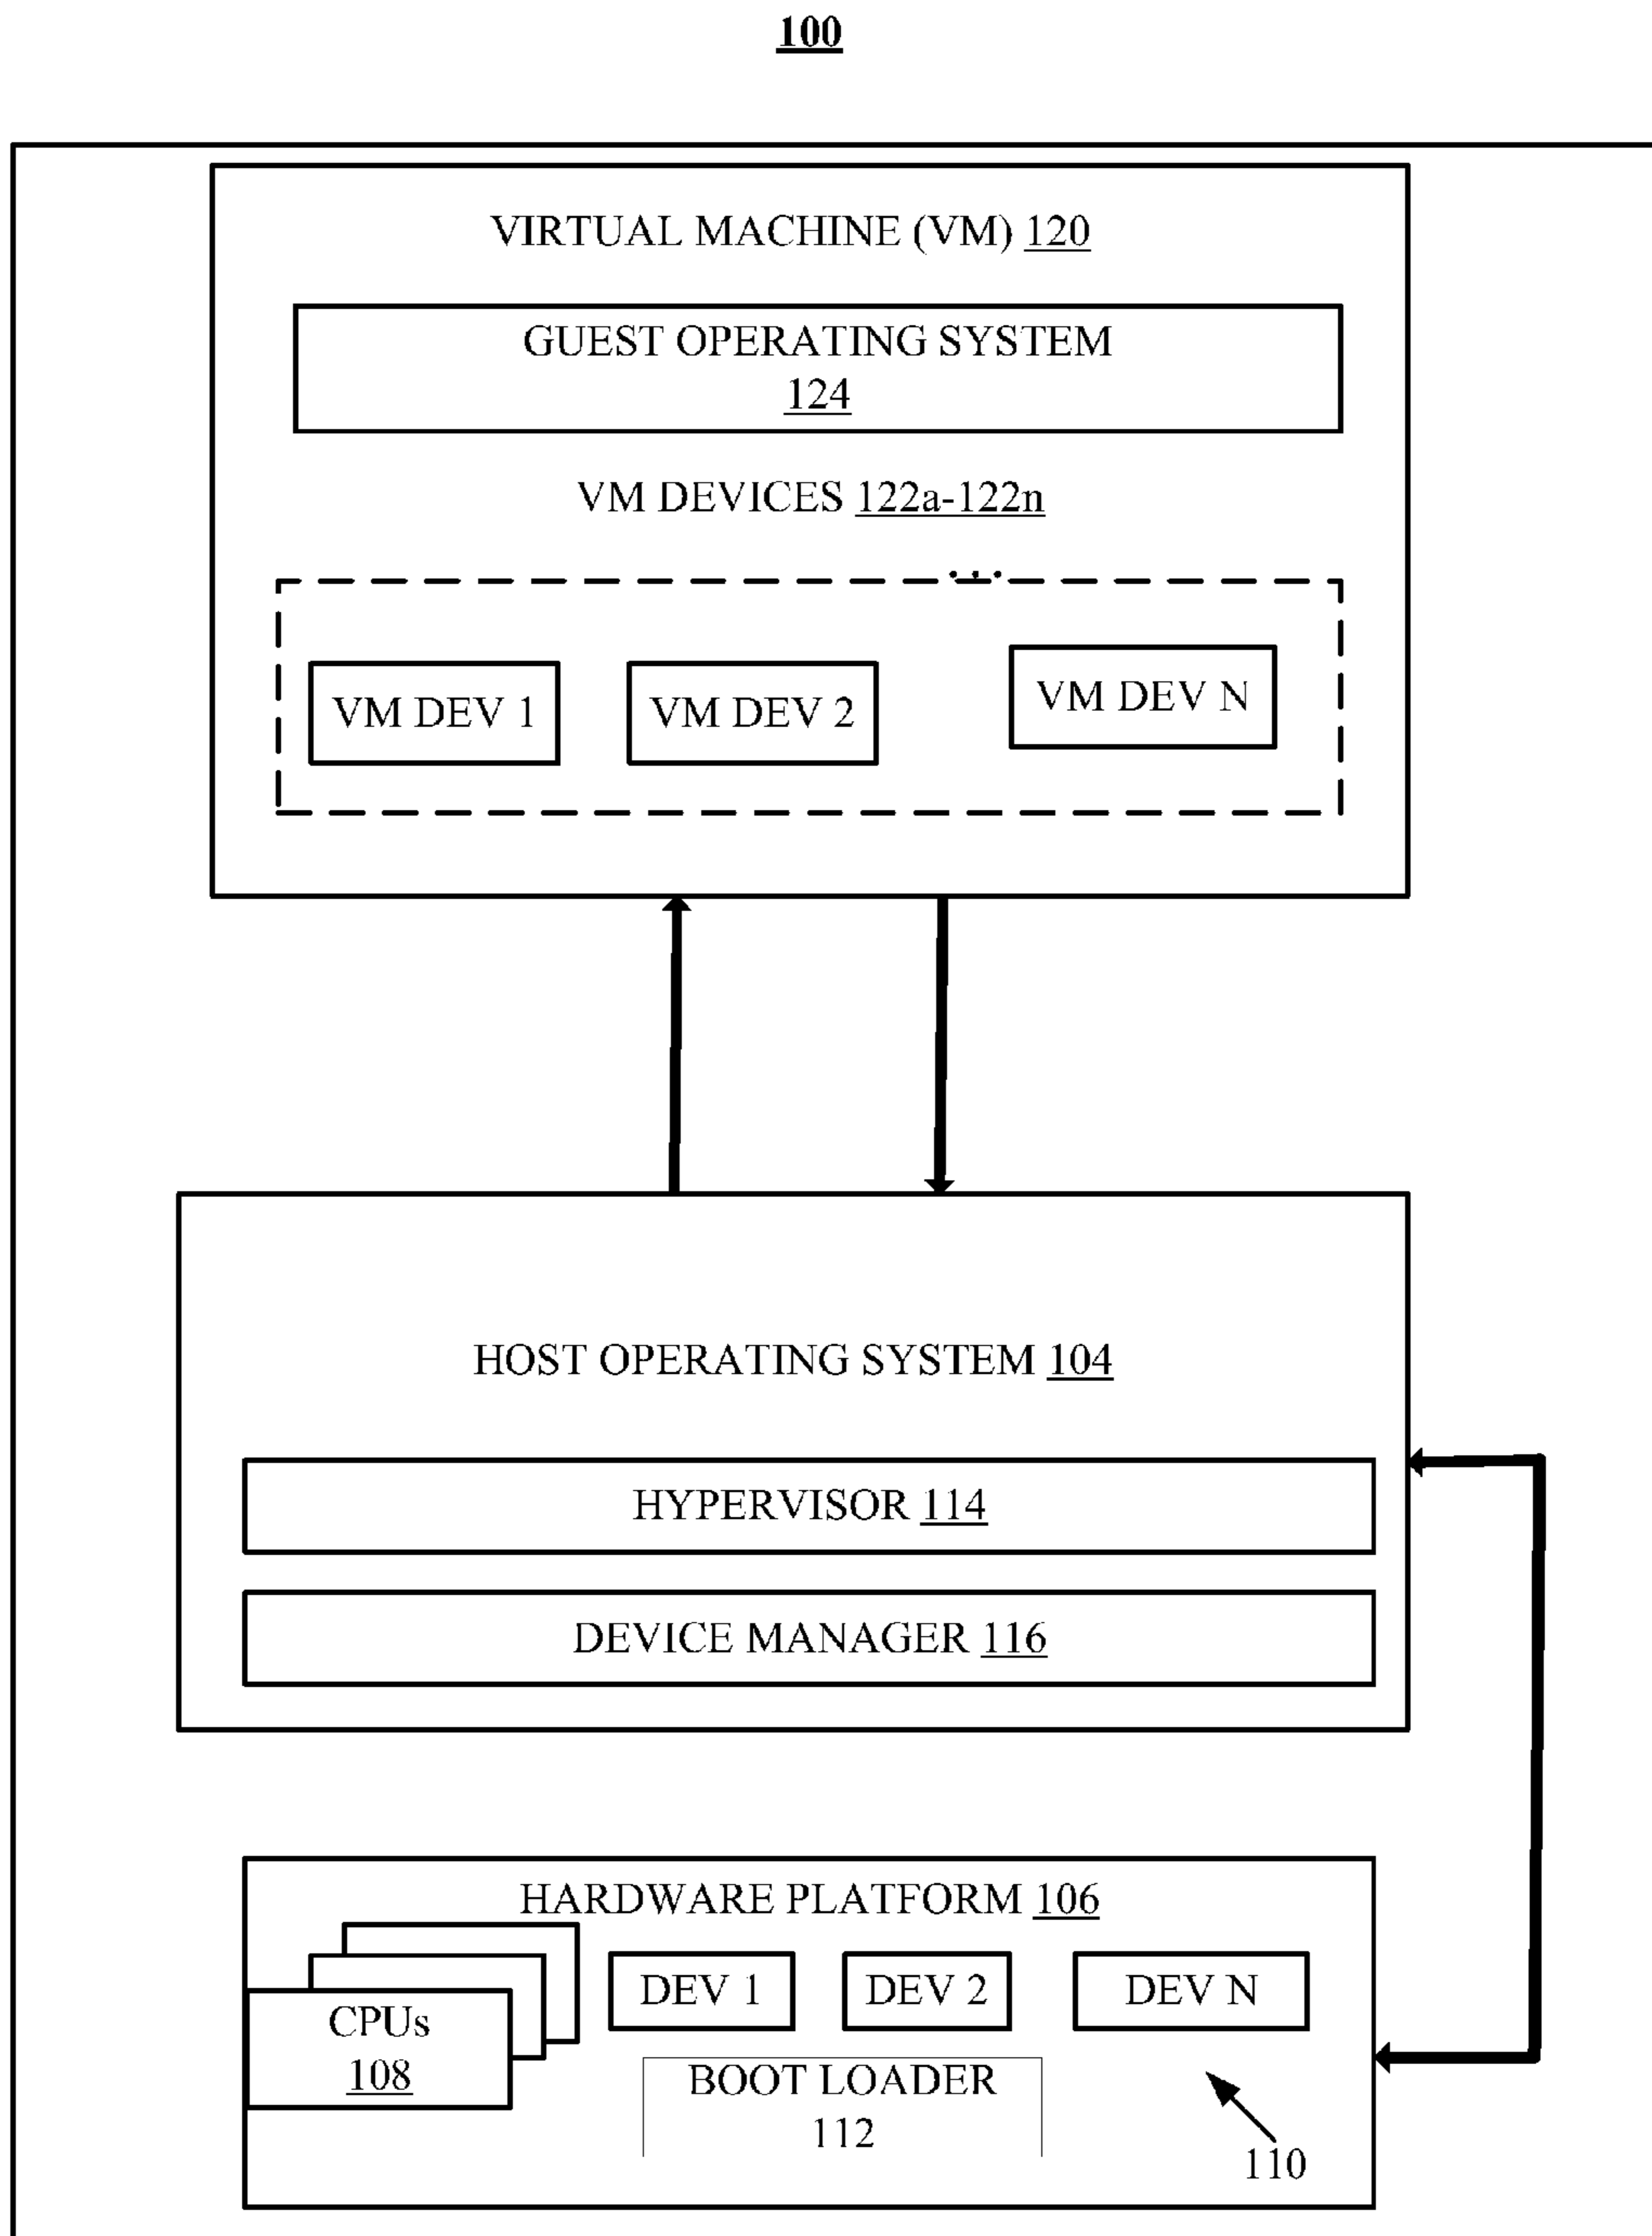 100
VIRTUAL MACHINE (VM) 120
GUEST OPERATING SYSTEM
124
VM DEVICES 122a-122n
...
VM DEV 1
VM DEV 2
VM DEV N
HOST OPERATING SYSTEM 104
HYPERVISOR 114
DEVICE MANAGER 116
HARDWARE PLATFORM 106
DEV 1
DEV 2
DEV N
CPUs
108
BOOT LOADER
112
110